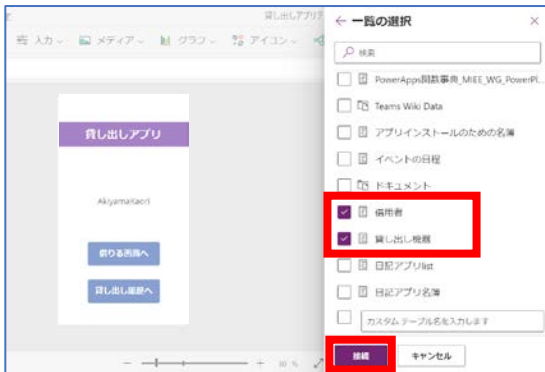 貸し出しアプリ
入力
メディア
グラフ
アイコン
貸し出しアプリ
AkiyamaKaori
借りる画面へ
貸し出し履歴へ
一覧の選択
検索
PowerApps関数事典_MIEE_WG_PowerPl...
Teams Wiki Data
アプリインストールのための名簿
イベントの日程
ドキュメント
借用者
貸し出し機器
日記アプリlist
日記アプリ名簿
カスタム テーブル名を入力します
接続
キャンセル